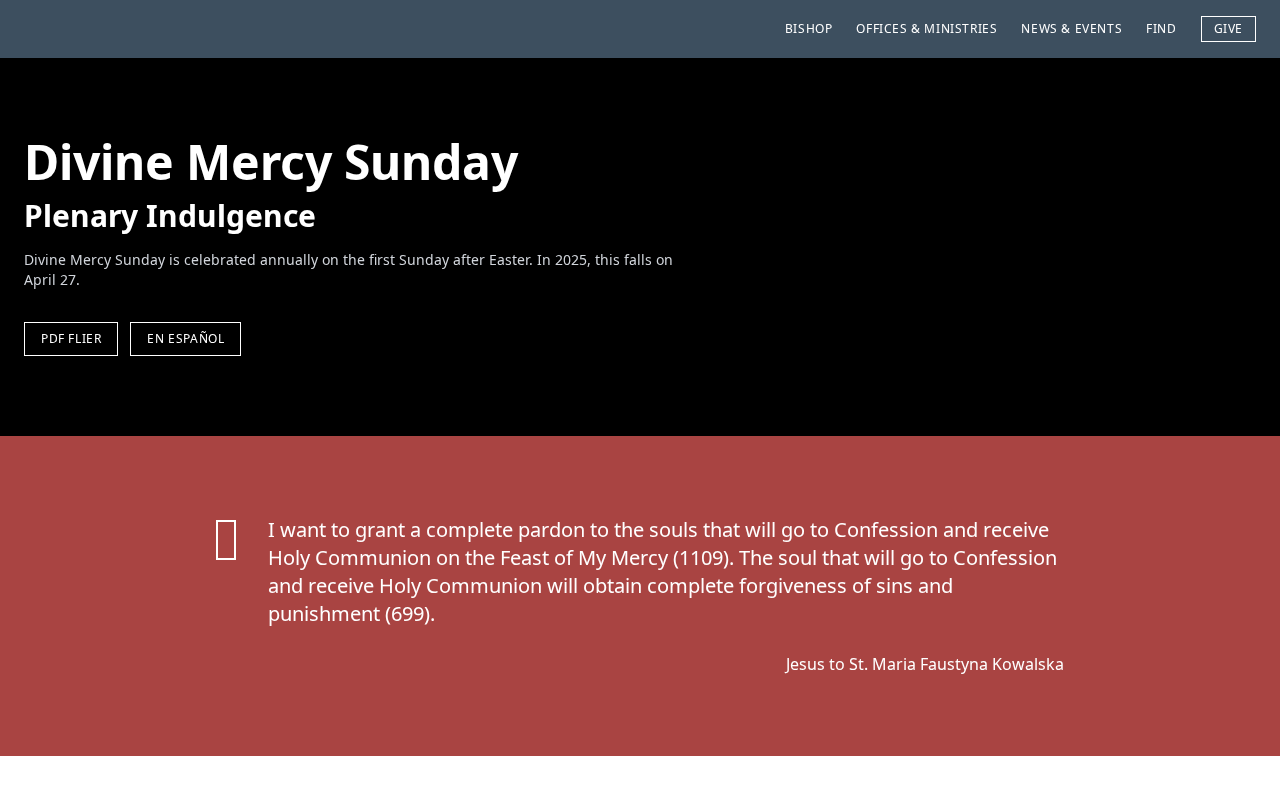 BISHOP OFFICES & MINISTRIES NEWS & EVENTS FIND GIVE
Divine Mercy Sunday
Plenary Indulgence
Divine Mercy Sunday is celebrated annually on the first Sunday after Easter. In 2025, this falls on
April 27.
PDF FLIER EN ESPAÑOL
I want to grant a complete pardon to the souls that will go to Confession and receive
Holy Communion on the Feast of My Mercy (1109). The soul that will go to Confession
and receive Holy Communion will obtain complete forgiveness of sins and
punishment (699).
Jesus to St. Maria Faustyna Kowalska